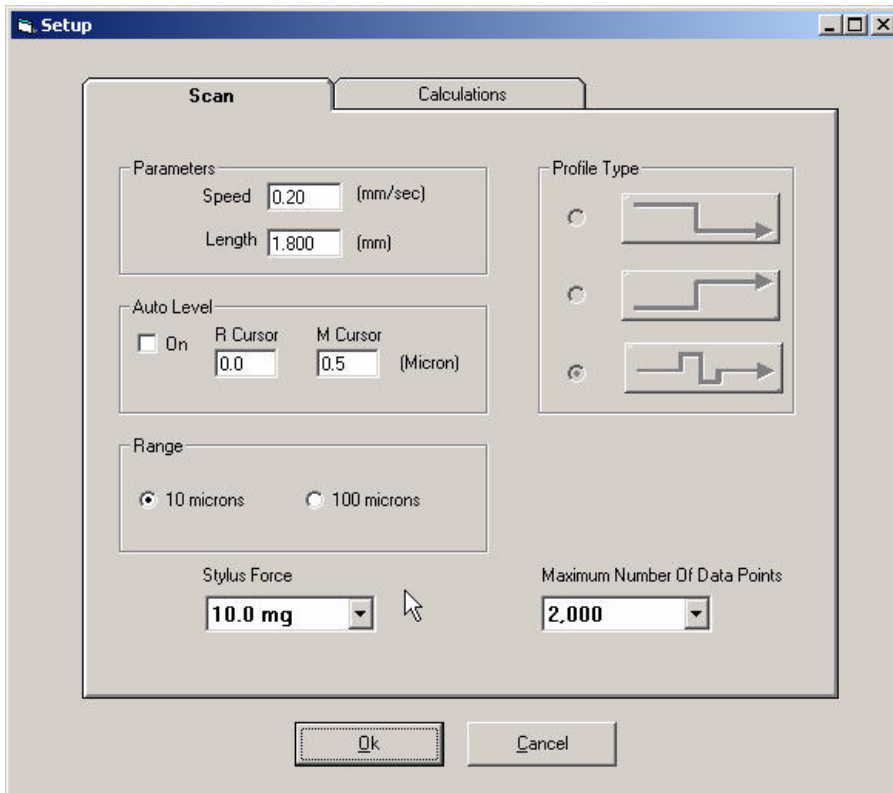 Setup
Scan
Calculations
Parameters
Speed 0.20 (mm/sec)
Length 1.800 (mm)
Auto Level
On
R Cursor
0.0
M Cursor
0.5
(Micron)
Range
10 microns
100 microns
Profile Type
Stylus Force
10.0 mg
Maximum Number Of Data Points
2,000
Ok
Cancel